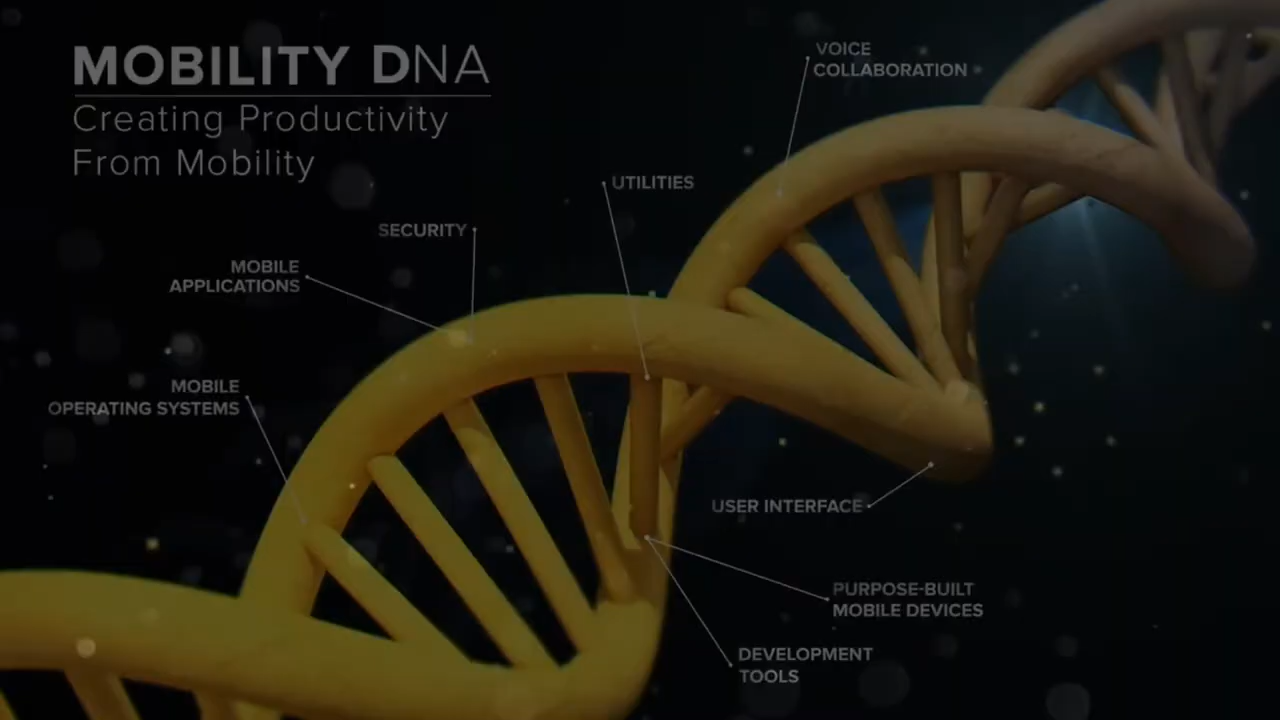 MOBILITY DNA
Creating Productivity
From Mobility
VOICE
COLLABORATION
UTILITIES
SECURITY
MOBILE
APPLICATIONS
MOBILE
OPERATING SYSTEMS
USER INTERFACE
PURPOSE-BUILT
MOBILE DEVICES
DEVELOPMENT
TOOLS